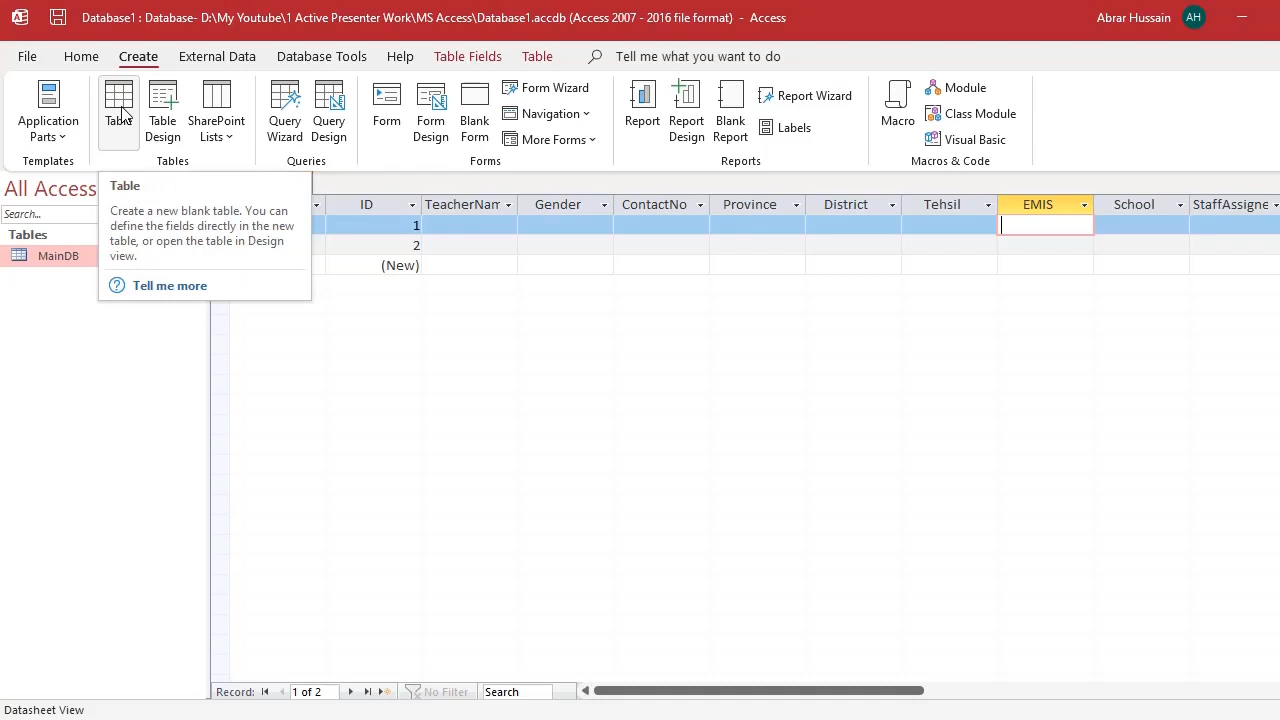 Database1 : Database- D:\My Youtube\1 Active Presenter Work\MS Access\Database1.accdb (Access 2007 - 2016 file format) - Access
Abrar Hussain
AH
File Home Create External Data Database Tools Help Table Fields Table Tell me what you want to do
Application Parts
Templates
Table
Table Design
SharePoint Lists
Tables
Query Wizard
Query Design
Queries
Form
Form Design
Blank Form
Form Wizard
Navigation
More Forms
Forms
Report
Report Design
Blank Report
Report Wizard
Labels
Reports
Macro
Module
Class Module
Visual Basic
Macros & Code
All Access
Search...
Tables
MainDB
Table
Create a new blank table. You can
define the fields directly in the new
table, or open the table in Design
view.
Tell me more
ID TeacherNam Gender ContactNo Province District Tehsil EMIS School StaffAssigne
1
2
(New)
Record: 1 of 2 No Filter Search
Datasheet View